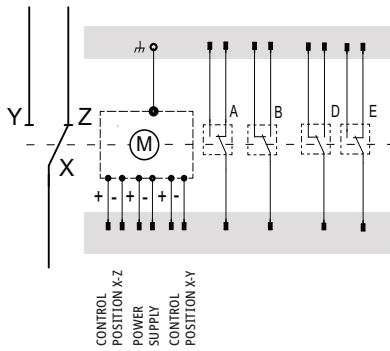 Y
Z
X
M
A
B
D
E
+ - + - + -
CONTROL
POSITION X-Z
POWER
SUPPLY
CONTROL
POSITION X-Y